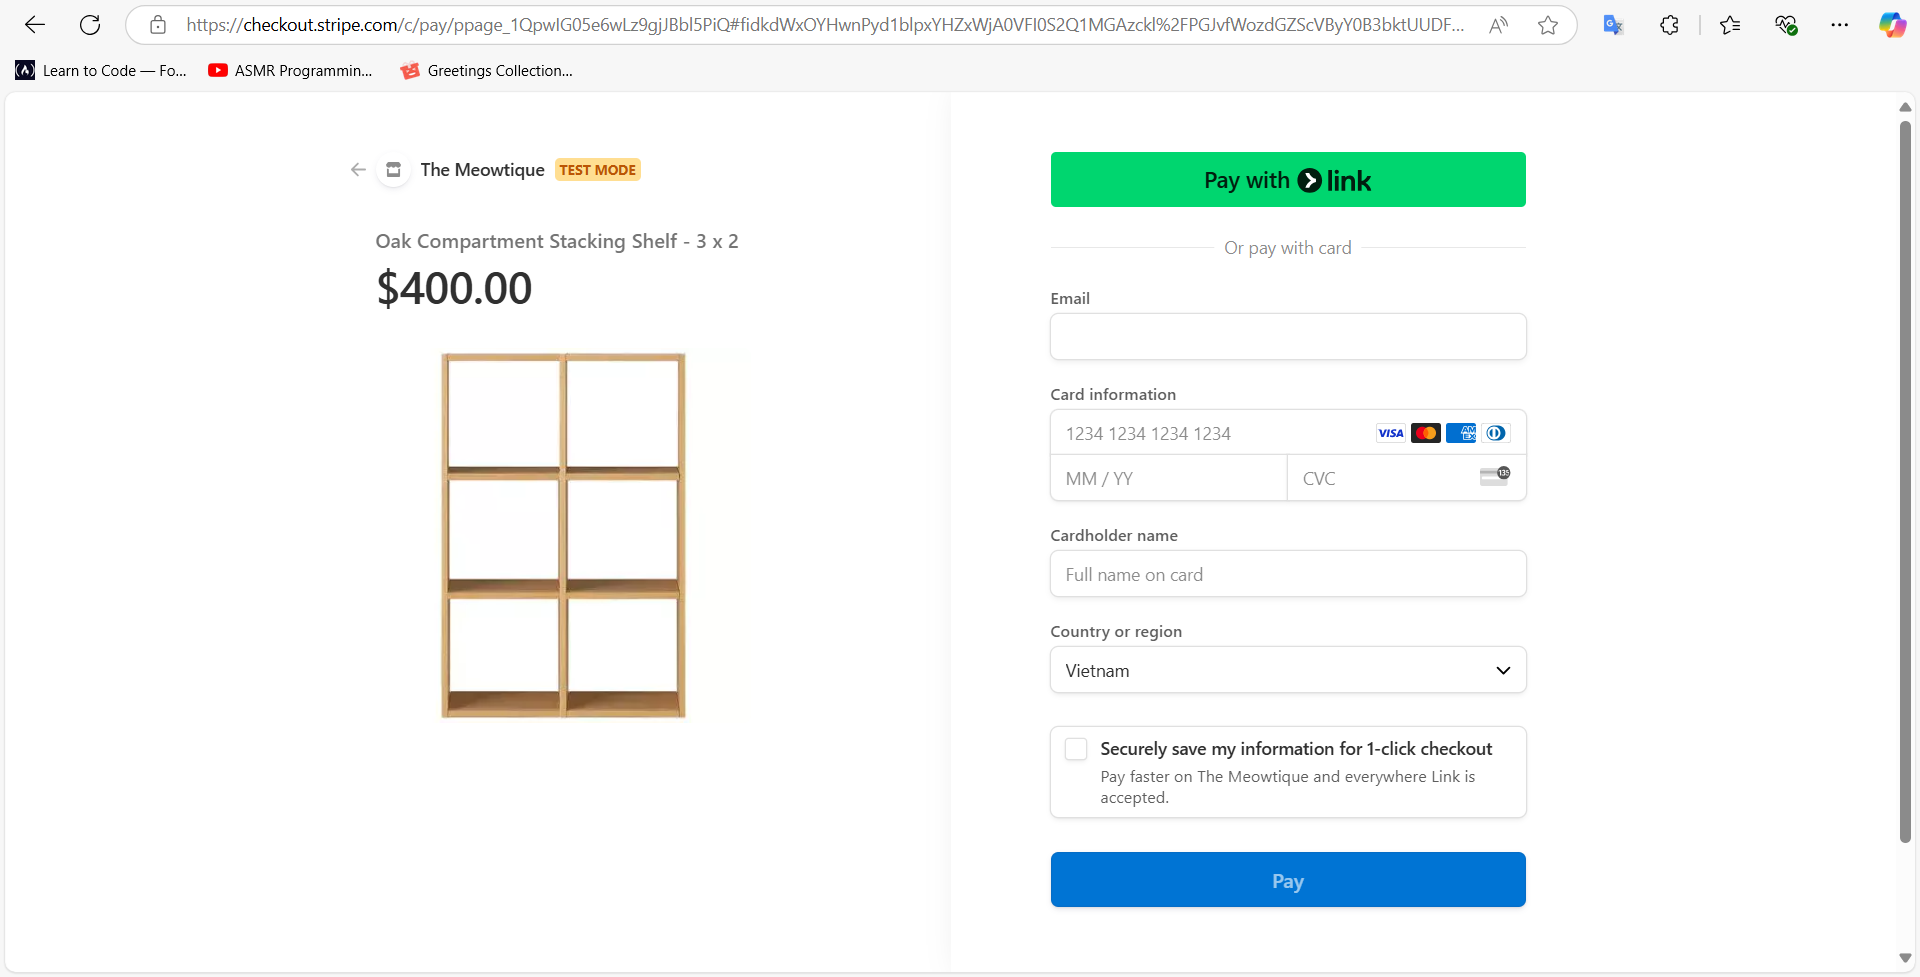 https://checkout.stripe.com/c/pay/ppage_1QpwIG05e6wLz9gjJBbl5PiQ#fidkdWxOYHwnPyd1blpxYHZxWjA0VFI0S2Q1MGAzckl%2FPGJvfWozdGZScVByY0B3bktUUDF...
Learn to Code — Fo...
ASMR Programmin...
Greetings Collection...
The Meowtique TEST MODE
Oak Compartment Stacking Shelf - 3 x 2
$400.00
Pay with link
Or pay with card
Email
Card information
1234 1234 1234 1234 VISA AMEX
MM / YY
CVC
135
Cardholder name
Full name on card
Country or region
Vietnam
Securely save my information for 1-click checkout
Pay faster on The Meowtique and everywhere Link is
accepted.
Pay